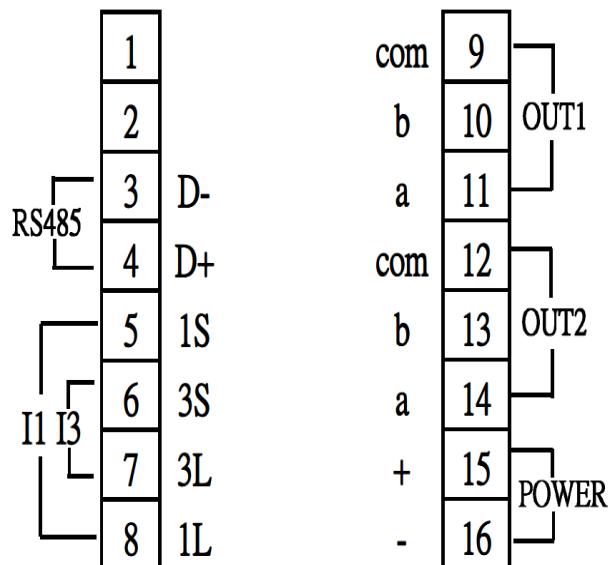 1
2
3 D-
RS485
4 D+
5 1S
6 3S
I1 I3
7 3L
8 1L
com 9
b 10
OUT1
a 11
com 12
b 13
OUT2
a 14
+ 15
POWER
- 16